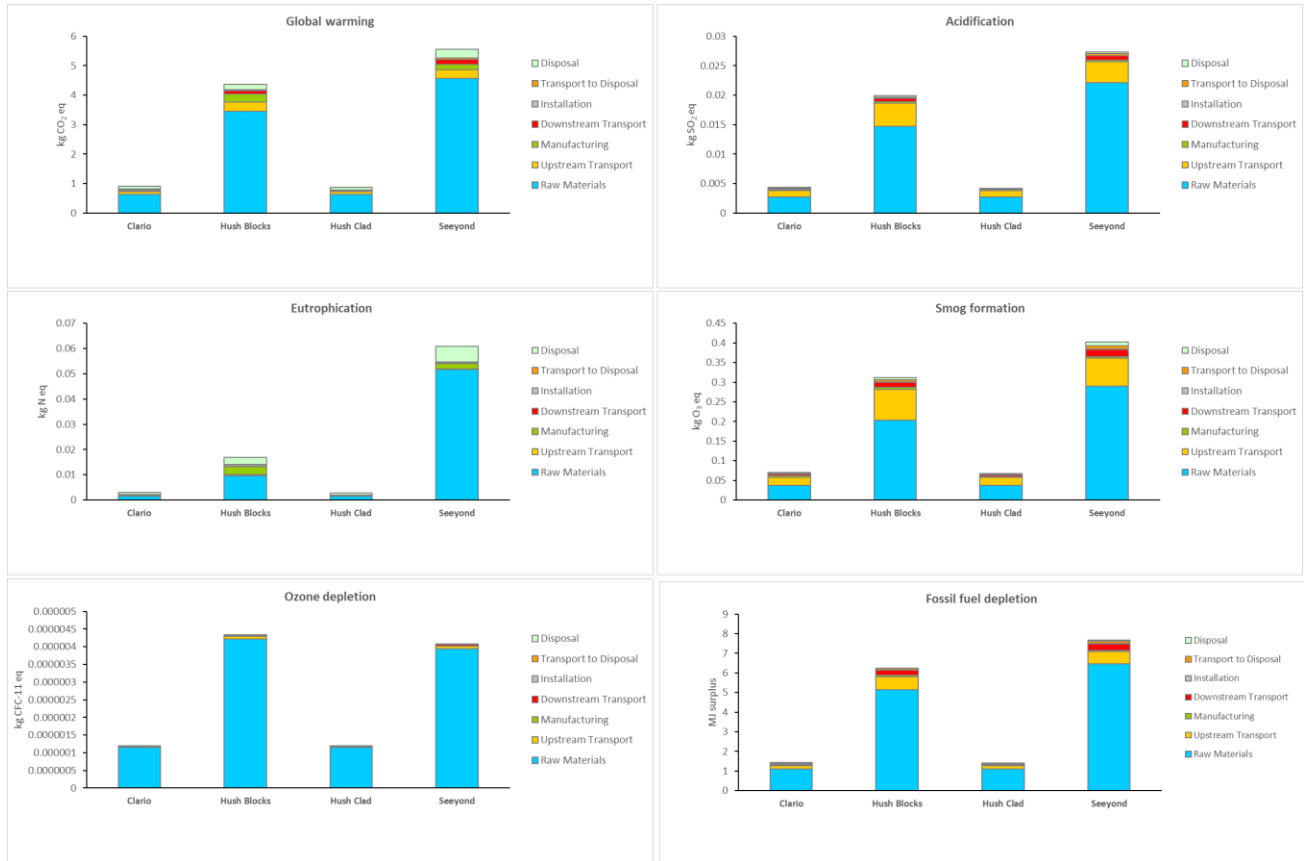 Global warming
6
5
4
3
2
1
0
kg CO₂ eq
Clario
Hush Blocks
Hush Clad
Seeyond
Disposal
Transport to Disposal
Installation
Downstream Transport
Manufacturing
Upstream Transport
Raw Materials
Acidification
0.03
0.025
0.02
0.015
0.01
0.005
0
kg SO₂ eq
Clario
Hush Blocks
Hush Clad
Seeyond
Disposal
Transport to Disposal
Installation
Downstream Transport
Manufacturing
Upstream Transport
Raw Materials
Eutrophication
0.07
0.06
0.05
0.04
0.03
0.02
0.01
0
kg N eq
Clario
Hush Blocks
Hush Clad
Seeyond
Disposal
Transport to Disposal
Installation
Downstream Transport
Manufacturing
Upstream Transport
Raw Materials
Smog formation
0.45
0.4
0.35
0.3
0.25
0.2
0.15
0.1
0.05
0
kg O₃ eq
Clario
Hush Blocks
Hush Clad
Seeyond
Disposal
Transport to Disposal
Installation
Downstream Transport
Manufacturing
Upstream Transport
Raw Materials
Ozone depletion
0.000005
0.0000045
0.000004
0.0000035
0.000003
0.0000025
0.000002
0.0000015
0.000001
0.0000005
0
kg CFC-11 eq
Clario
Hush Blocks
Hush Clad
Seeyond
Disposal
Transport to Disposal
Installation
Downstream Transport
Manufacturing
Upstream Transport
Raw Materials
Fossil fuel depletion
9
8
7
6
5
4
3
2
1
0
MJ surplus
Clario
Hush Blocks
Hush Clad
Seeyond
Disposal
Transport to Disposal
Installation
Downstream Transport
Manufacturing
Upstream Transport
Raw Materials